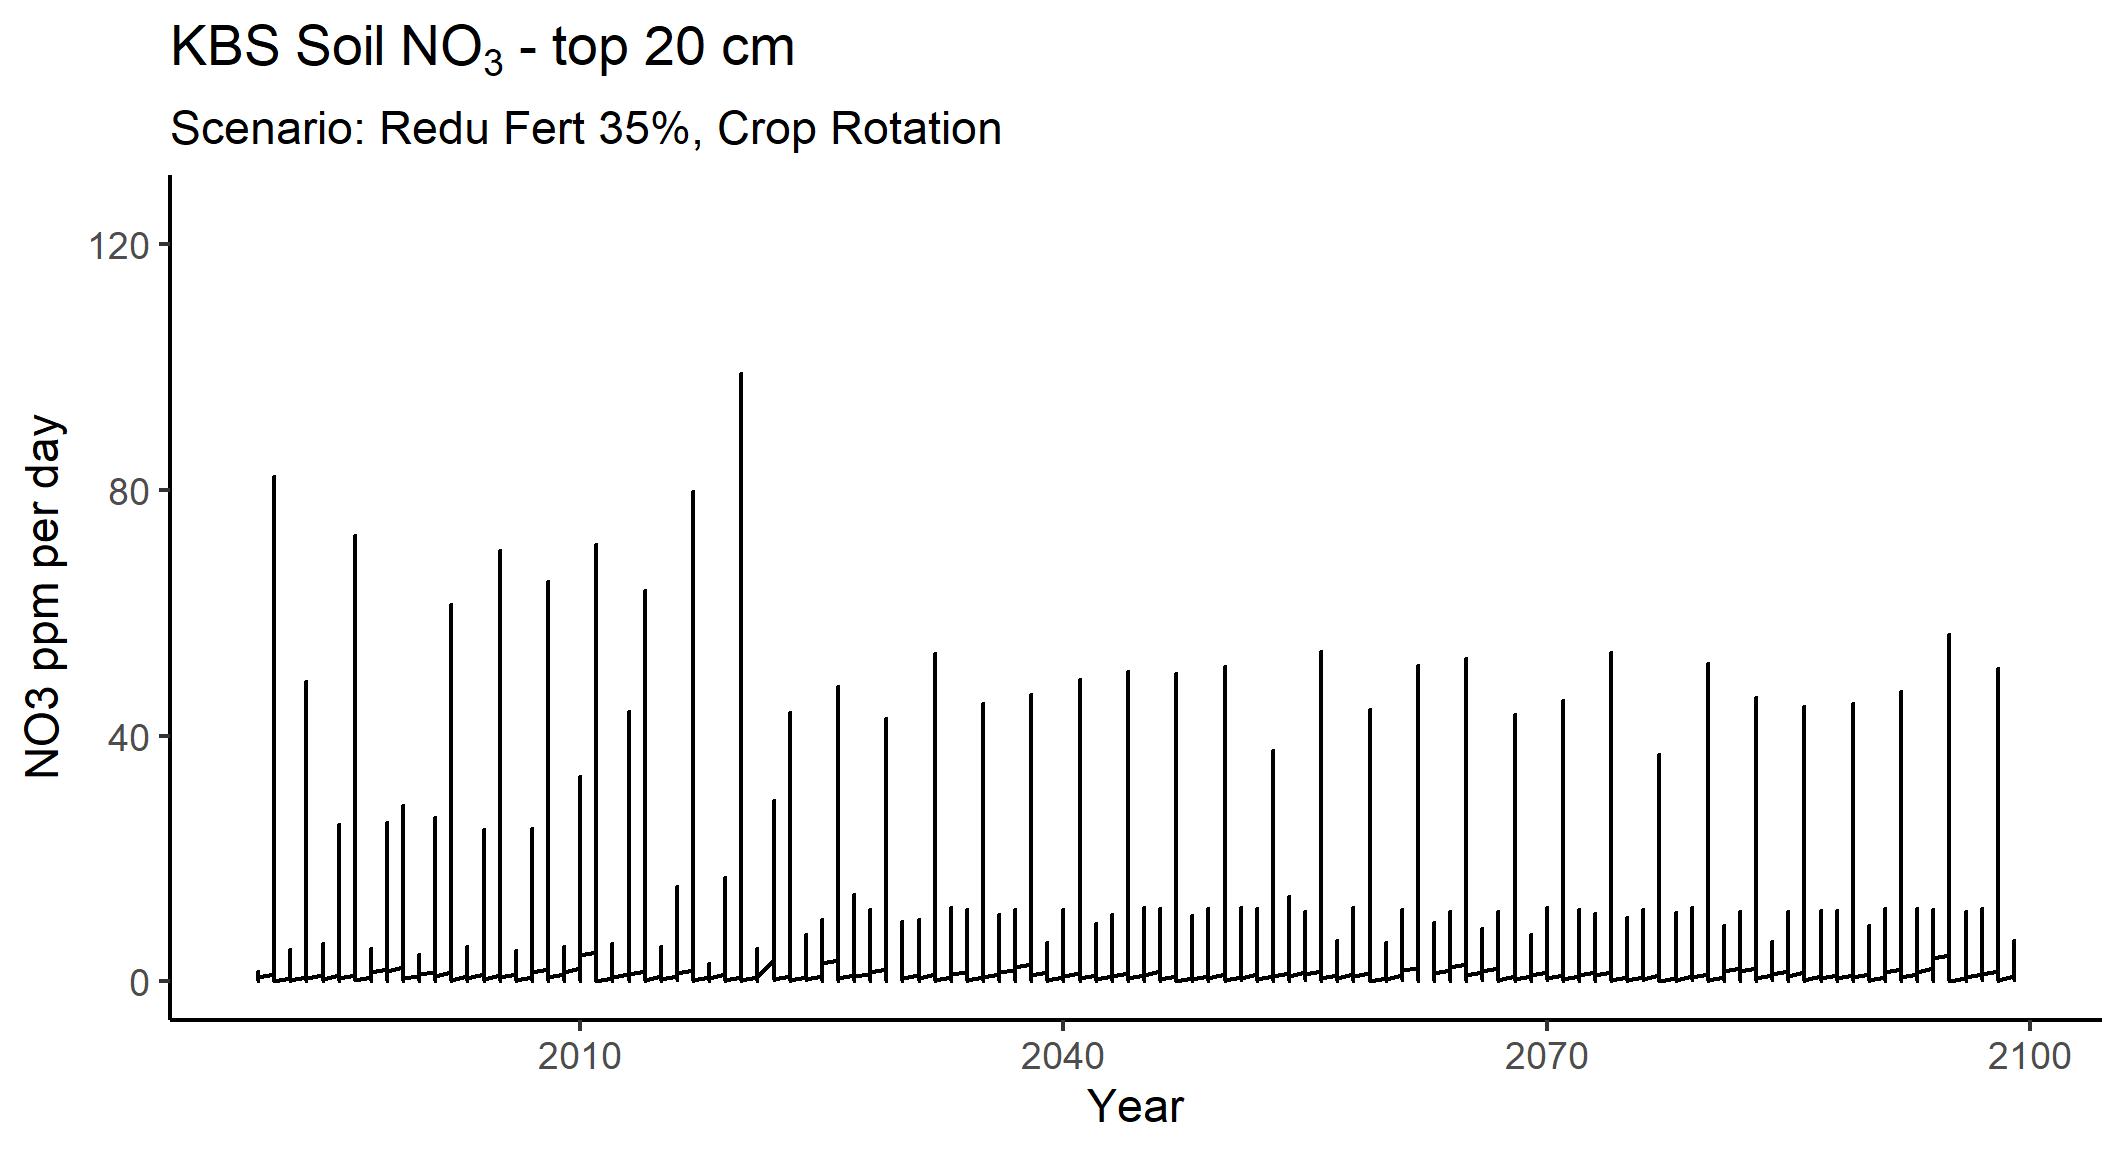 KBS Soil NO₃ - top 20 cm
Scenario: Redu Fert 35%, Crop Rotation
NO3 ppm per day
120
80
40
0
2010 2040 2070 2100
Year